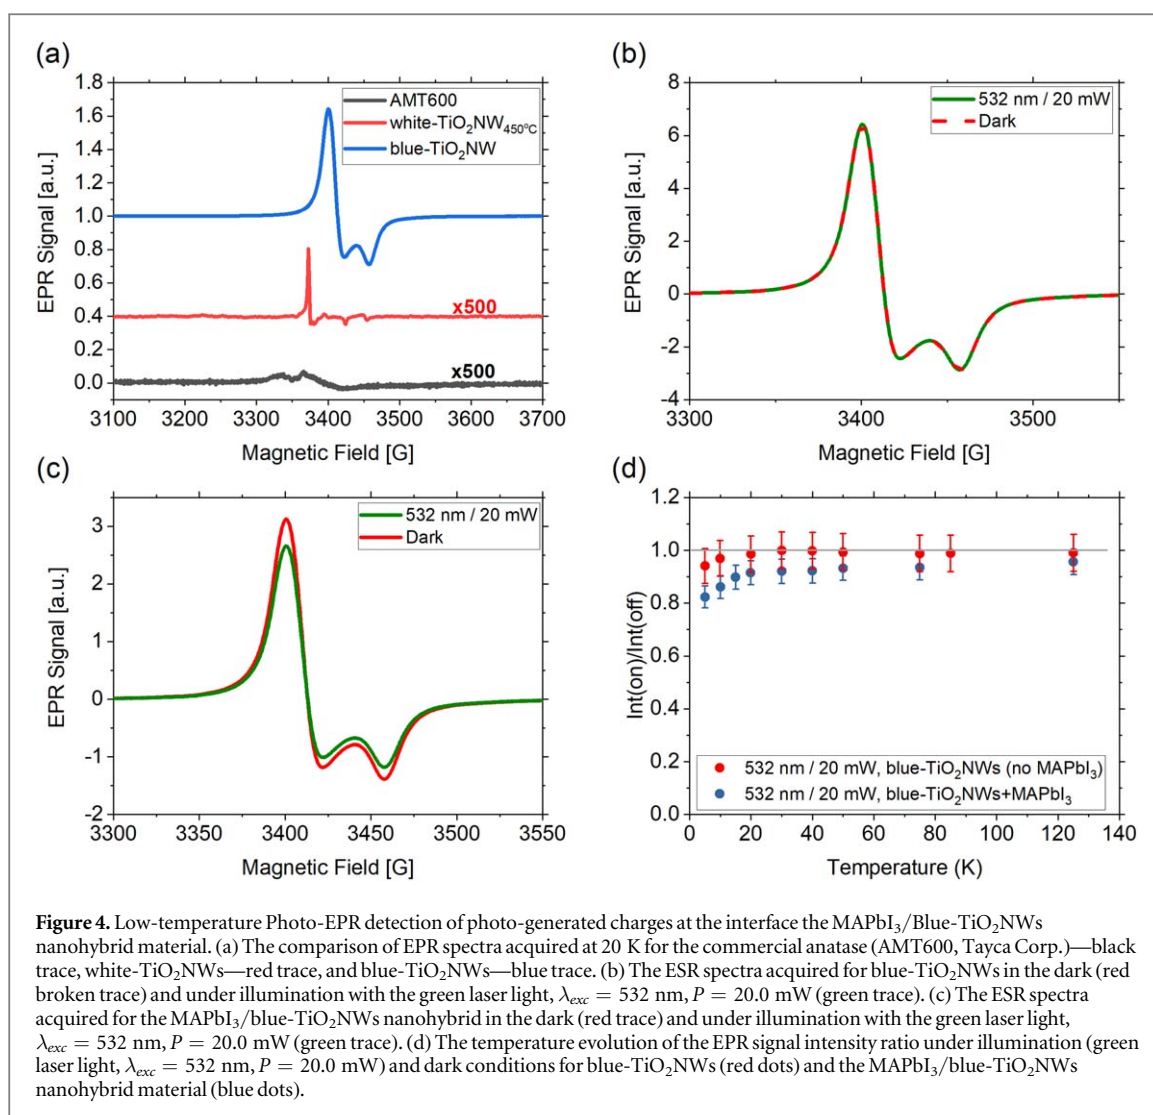 (a)
1.8
1.6
1.4
1.2
1.0
0.8
0.6
0.4
0.2
0.0
EPR Signal [a.u.]
AMT600
white-TiO₂NW₄₅₀ₒC
blue-TiO₂NW
x500
x500
3100 3200 3300 3400 3500 3600 3700
Magnetic Field [G]
(b)
8
6
4
2
0
-2
-4
EPR Signal [a.u.]
532 nm / 20 mW
Dark
3300 3400 3500
Magnetic Field [G]
(c)
3
2
1
0
-1
-2
EPR Signal [a.u.]
532 nm / 20 mW
Dark
3300 3350 3400 3450 3500 3550
Magnetic Field [G]
(d)
1.2
1.0
0.8
0.6
0.4
0.2
0.0
Int(on)/Int(off)
532 nm / 20 mW, blue-TiO₂NWs (no MAPbI₃)
532 nm / 20 mW, blue-TiO₂NWs+MAPbI₃
0 20 40 60 80 100 120 140
Temperature (K)
Figure 4. Low-temperature Photo-EPR detection of photo-generated charges at the interface the MAPbI₃/Blue-TiO₂NWs
nanohybrid material. (a) The comparison of EPR spectra acquired at 20 K for the commercial anatase (AMT600, Tayca Corp.)—black
trace, white-TiO₂NWs—red trace, and blue-TiO₂NWs—blue trace. (b) The ESR spectra acquired for blue-TiO₂NWs in the dark (red
broken trace) and under illumination with the green laser light, λexc = 532 nm, P = 20.0 mW (green trace). (c) The ESR spectra
acquired for the MAPbI₃/blue-TiO₂NWs nanohybrid in the dark (red trace) and under illumination with the green laser light,
λexc = 532 nm, P = 20.0 mW (green trace). (d) The temperature evolution of the EPR signal intensity ratio under illumination (green
laser light, λexc = 532 nm, P = 20.0 mW) and dark conditions for blue-TiO₂NWs (red dots) and the MAPbI₃/blue-TiO₂NWs
nanohybrid material (blue dots).